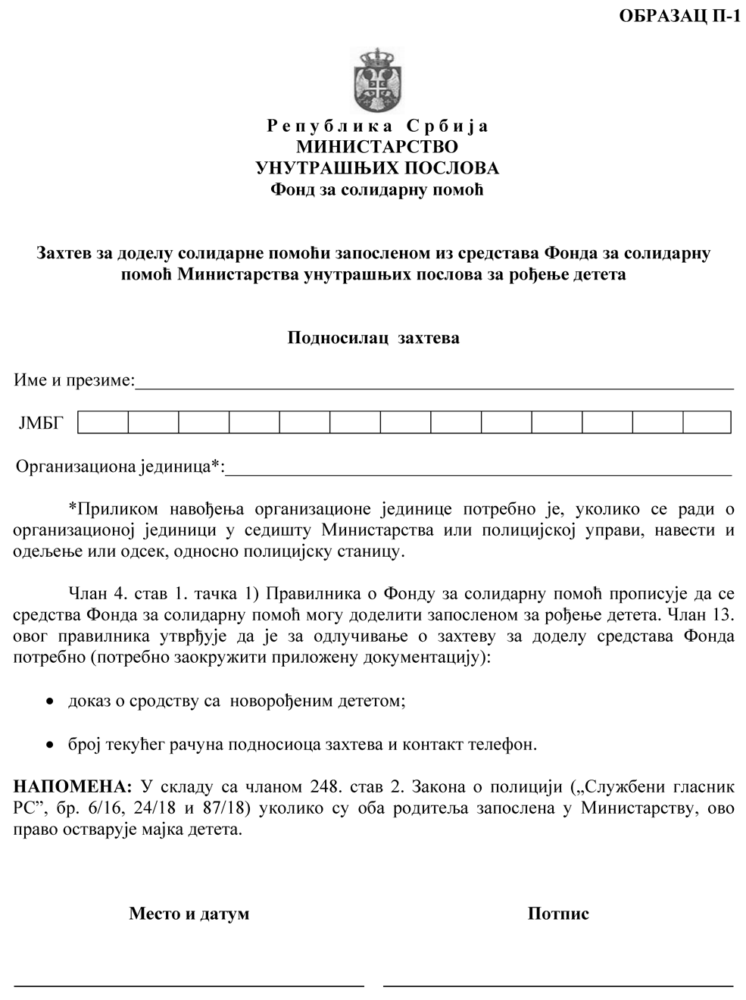 ОБРАЗАЦ П-1
Р е п у б л и к а   С р б и ј а
МИНИСТАРСТВО
УНУТРАШЊИХ ПОСЛОВА
Фонд за солидарну помоћ
Захтев за доделу солидарне помоћи запосленом из средстава Фонда за солидарну
помоћ Министарства унутрашњих послова за рођење детета
Подносилац захтева
Име и презиме:
ЈМБГ
Организациона јединица*:
*Приликом навођења организационе јединице потребно је, уколико се ради о
организационој јединици у седишту Министарства или полицијској управи, навести и
одељење или одсек, односно полицијску станицу.
Члан 4. став 1. тачка 1) Правилника о Фонду за солидарну помоћ прописује да се
средства Фонда за солидарну помоћ могу доделити запосленом за рођење детета. Члан 13.
овог правилника утврђује да је за одлучивање о захтеву за доделу средстава Фонда
потребно (потребно заокружити приложену документацију):
• доказ о сродству са новорођеним дететом;
• број текућег рачуна подносиоца захтева и контакт телефон.
НАПОМЕНА: У складу са чланом 248. став 2. Закона о полицији („Службени гласник
РС”, бр. 6/16, 24/18 и 87/18) уколико су оба родитеља запослена у Министарству, ово
право остварује мајка детета.
Место и датум
Потпис